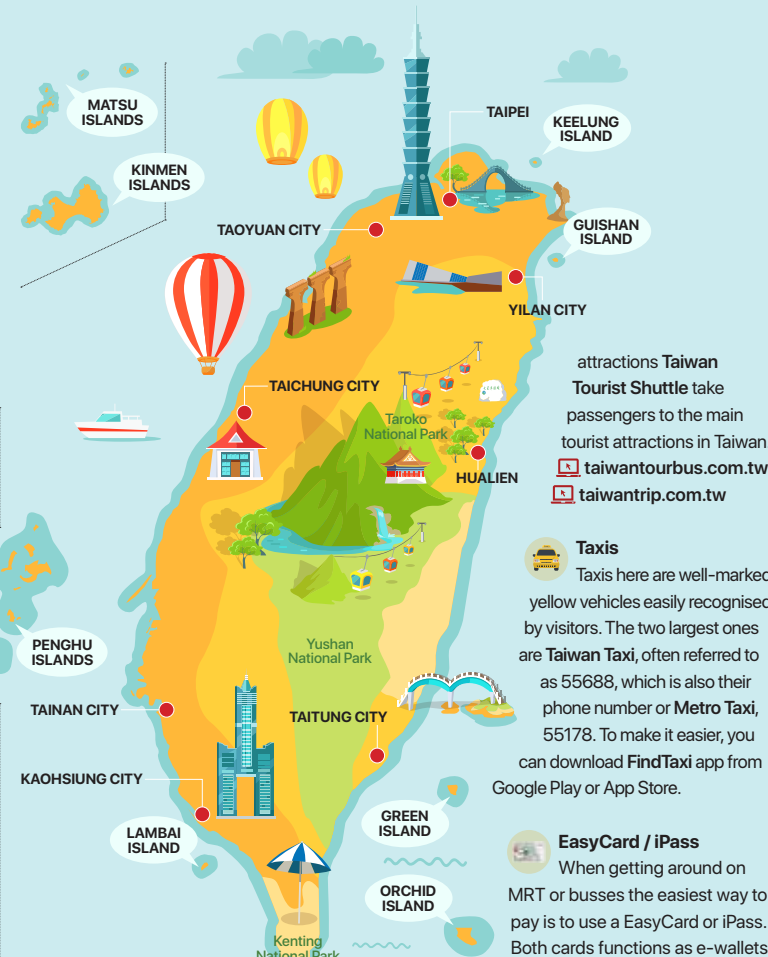 TAIPEI
MATSU
ISLANDS
KEELUNG
ISLAND
KINMEN
ISLANDS
TAOYUAN CITY
GUISHAN
ISLAND
YILAN CITY
TAICHUNG CITY
Taroko
National Park
HUALIEN
PENGHU
ISLANDS
Yushan
National Park
TAINAN CITY
TAITUNG CITY
KAOHSIUNG CITY
LAMBAI
ISLAND
GREEN
ISLAND
ORCHID
ISLAND
Kenting
National Park
attractions Taiwan
Tourist Shuttle take
passengers to the main
tourist attractions in Taiwan
taiwantourbus.com.tw
taiwantrip.com.tw
Taxis
Taxis here are well-marked
yellow vehicles easily recognised
by visitors. The two largest ones
are Taiwan Taxi, often referred to
as 55688, which is also their
phone number or Metro Taxi,
55178. To make it easier, you
can download FindTaxi app from
Google Play or App Store.
EasyCard / iPass
When getting around on
MRT or busses the easiest way to
pay is to use a EasyCard or iPass.
Both cards functions as e-wallets